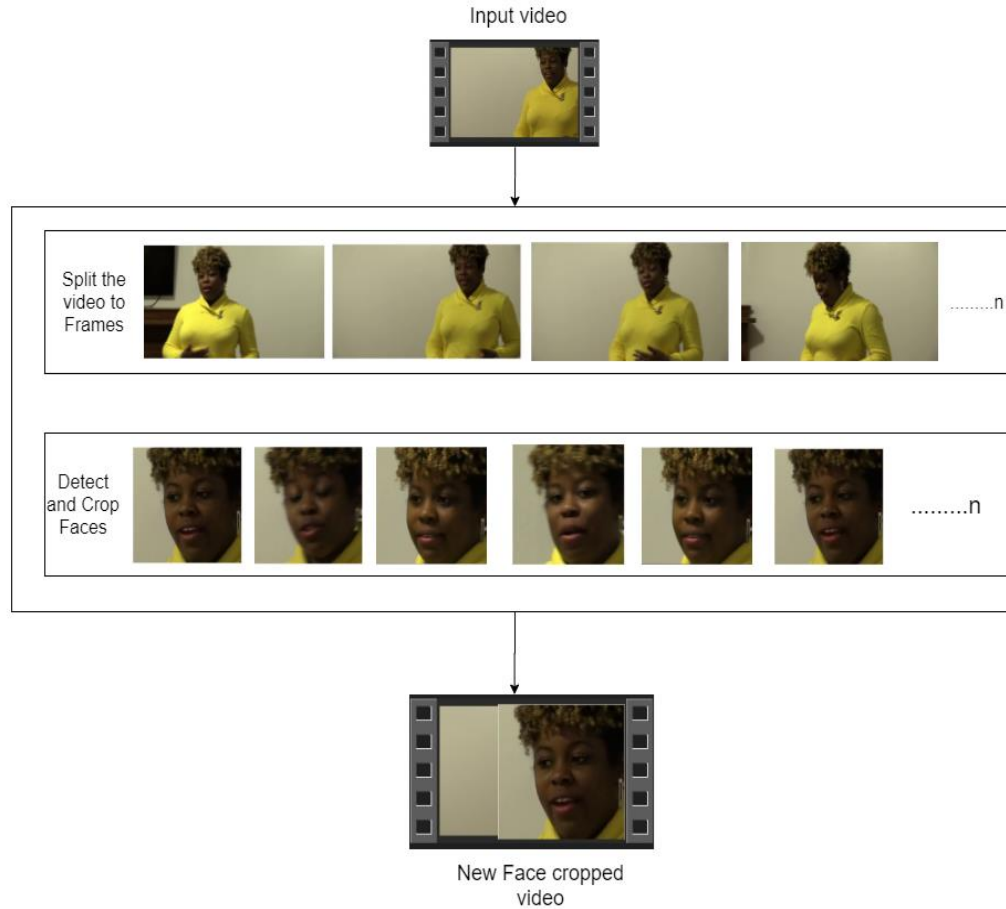 Input video
Split the
video to
Frames
.........n
Detect
and Crop
Faces
.........n
New Face cropped
video